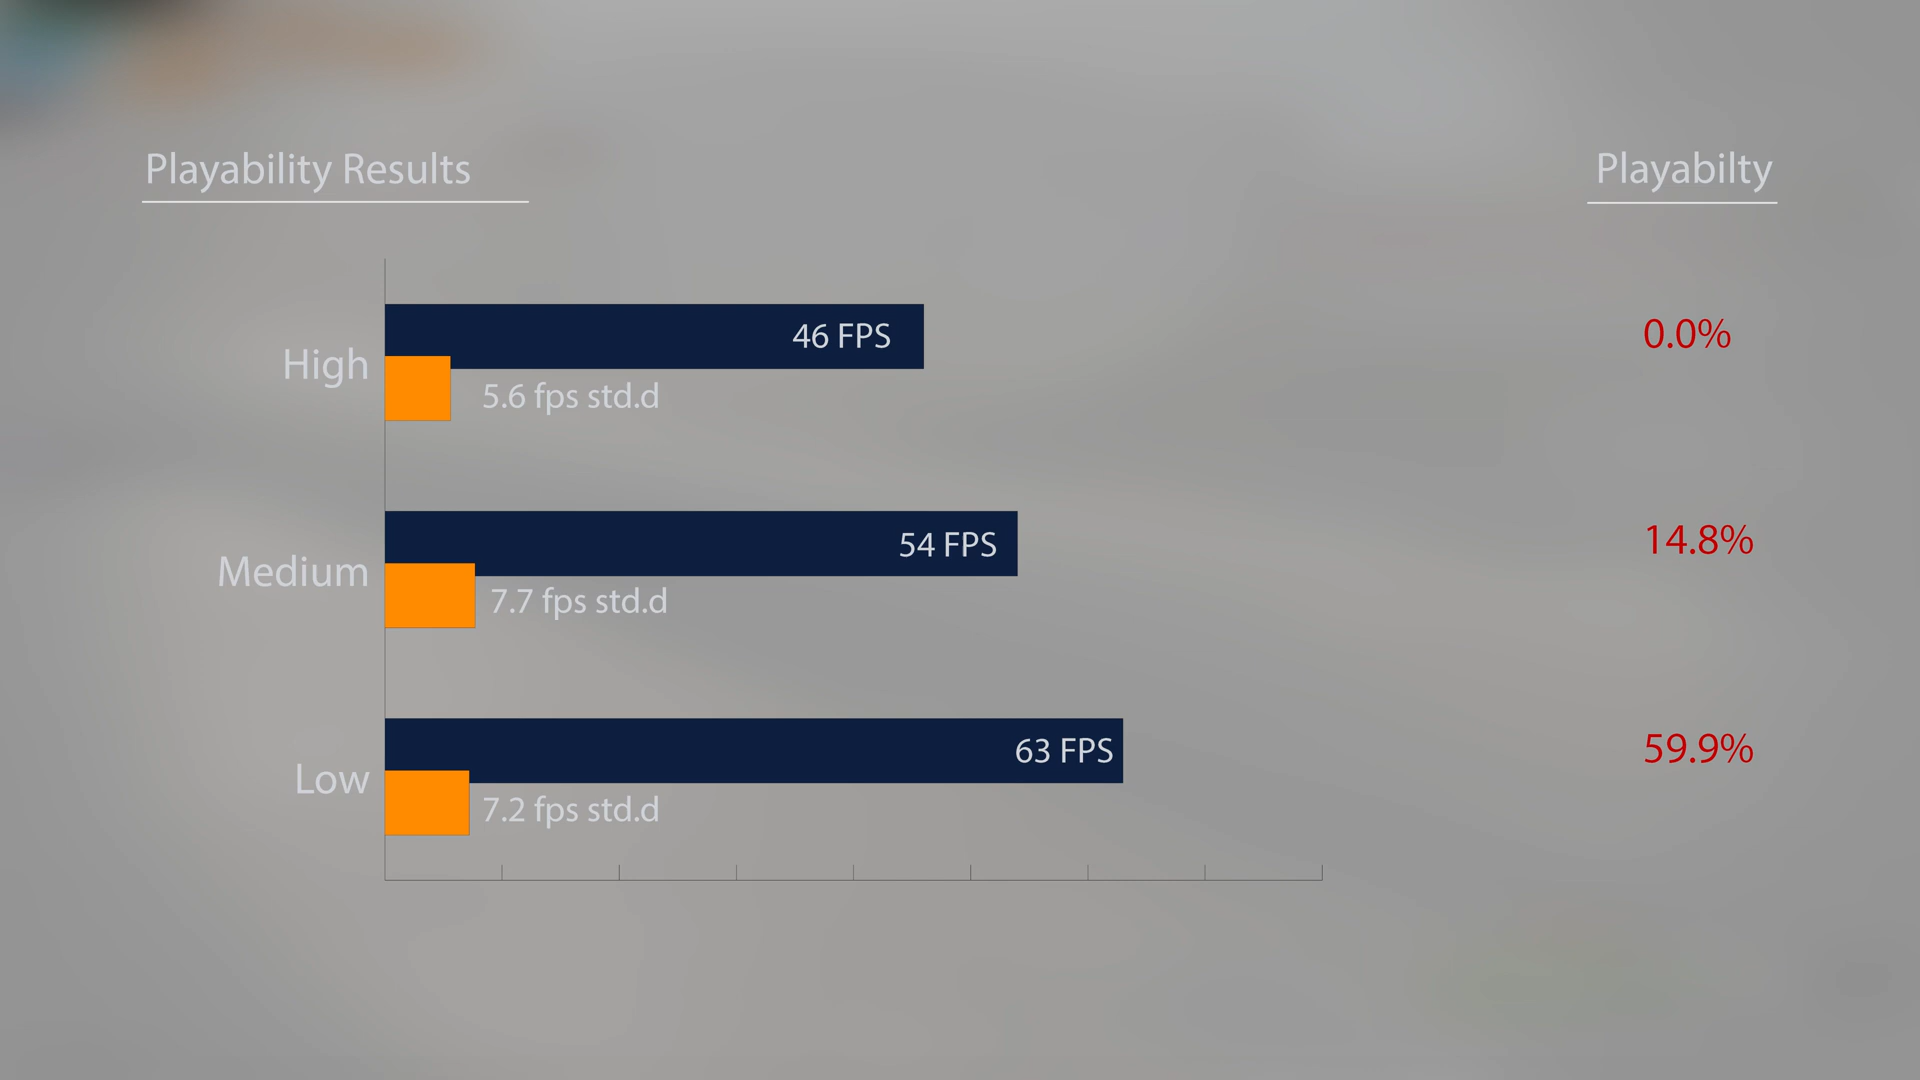 Playability Results
Playabilty
High
46 FPS
5.6 fps std.d
0.0%
Medium
54 FPS
7.7 fps std.d
14.8%
Low
63 FPS
7.2 fps std.d
59.9%